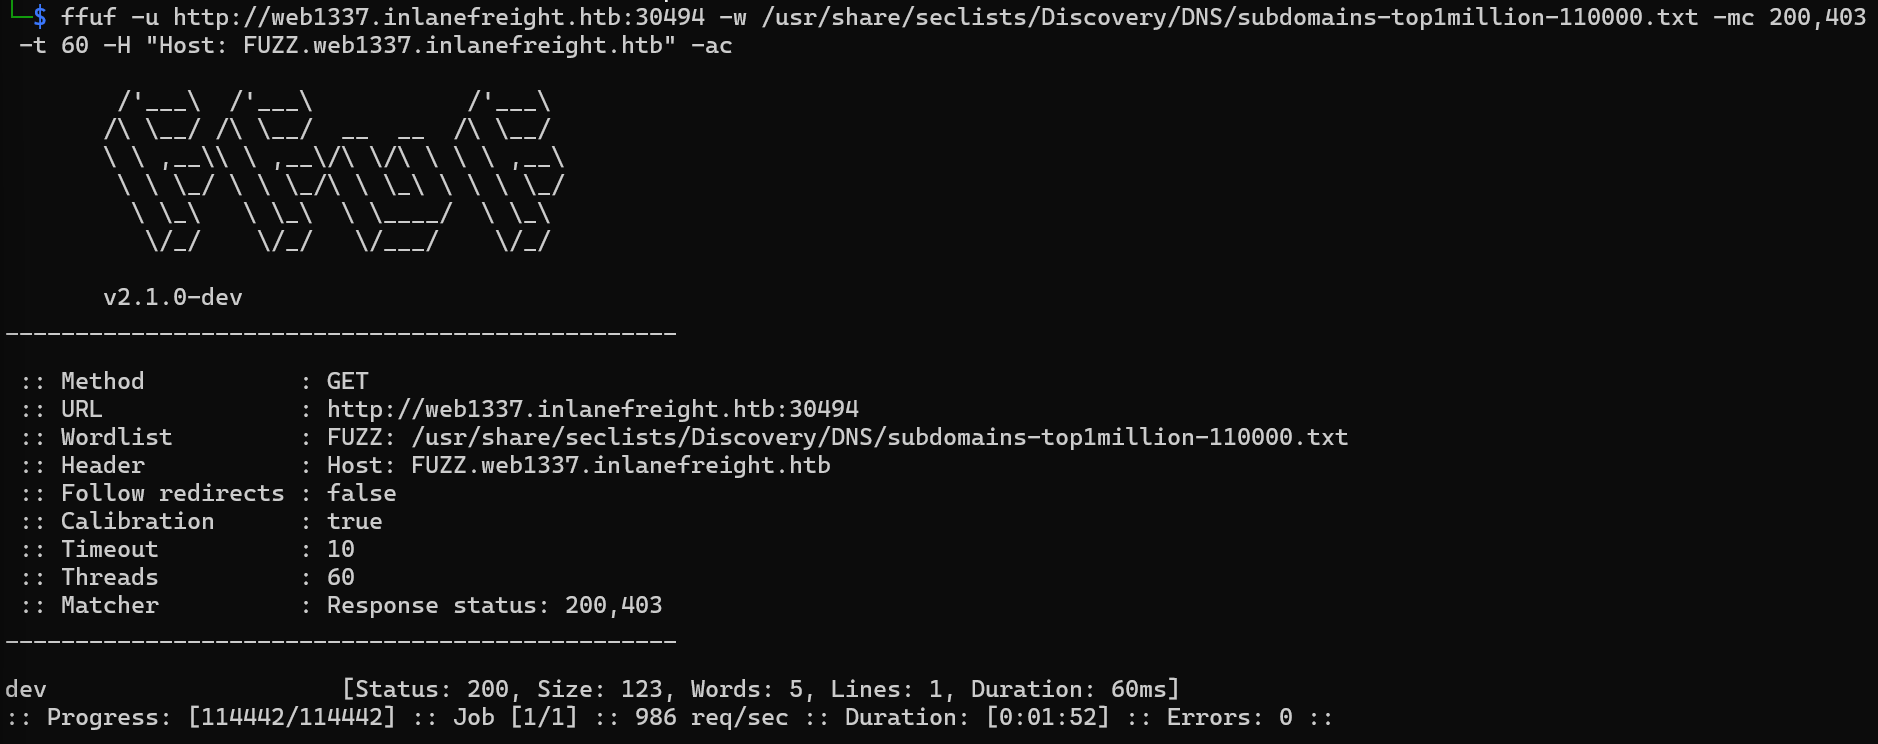 └─$ ffuf -u http://web1337.inlanefreight.htb:30494 -w /usr/share/seclists/Discovery/DNS/subdomains-top1million-110000.txt -mc 200,403
 -t 60 -H "Host: FUZZ.web1337.inlanefreight.htb" -ac

        /'___\  /'___\           /'___\
       /\ \__/ /\ \__/  __  __  /\ \__/
       \ \ ,__\\ \ ,__\/\ \/\ \ \ \ ,__\
        \ \ \_/ \ \ \_/\ \ \_\ \ \ \ \_/
         \ \_\   \ \_\  \ \____/  \ \_\
          \/_/    \/_/   \/___/    \/_/

       v2.1.0-dev
________________________________________________

 :: Method           : GET
 :: URL              : http://web1337.inlanefreight.htb:30494
 :: Wordlist         : FUZZ: /usr/share/seclists/Discovery/DNS/subdomains-top1million-110000.txt
 :: Header           : Host: FUZZ.web1337.inlanefreight.htb
 :: Follow redirects : false
 :: Calibration      : true
 :: Timeout          : 10
 :: Threads          : 60
 :: Matcher          : Response status: 200,403
________________________________________________

dev                     [Status: 200, Size: 123, Words: 5, Lines: 1, Duration: 60ms]
:: Progress: [114442/114442] :: Job [1/1] :: 986 req/sec :: Duration: [0:01:52] :: Errors: 0 ::